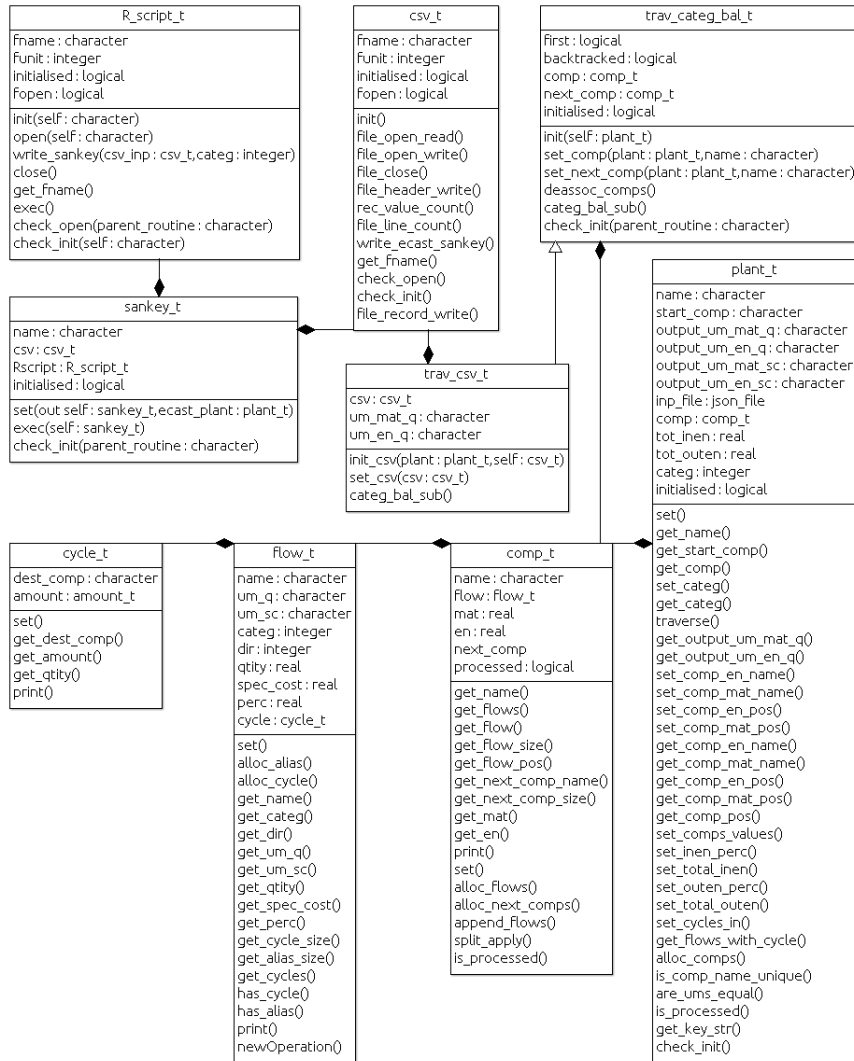 R_script_t
fname : character
funit : integer
initialised : logical
fopen : logical
init(self : character)
open(self : character)
write_sankey(csv_inp : csv_t,categ : integer)
close()
get_fname()
exec()
check_open(parent_routine : character)
check_init(self : character)
csv_t
fname : character
funit : integer
initialised : logical
fopen : logical
init()
file_open_read()
file_open_write()
file_close()
file_header_write()
rec_value_count()
file_line_count()
write_ecast_sankey()
get_fname()
check_open()
check_init()
file_record_write()
trav_categ_bal_t
first : logical
backtracked : logical
comp : comp_t
next_comp : comp_t
initialised : logical
init(self : plant_t)
set_comp(plant : plant_t,name : character)
set_next_comp(plant : plant_t,name : character)
deassoc_comps()
categ_bal_sub()
check_init(parent_routine : character)
sankey_t
name : character
csv : csv_t
Rscript : R_script_t
initialised : logical
set(out self : sankey_t,ecast_plant : plant_t)
exec(self : sankey_t)
check_init(parent_routine : character)
trav_csv_t
csv : csv_t
um_mat_q : character
um_en_q : character
init_csv(plant : plant_t,self : csv_t)
set_csv(csv : csv_t)
categ_bal_sub()
plant_t
name : character
start_comp : character
output_um_mat_q : character
output_um_en_q : character
output_um_mat_sc : character
output_um_en_sc : character
inp_file : json_file
comp : comp_t
tot_inen : real
tot_outen : real
categ : integer
initialised : logical
set()
get_name()
get_start_comp()
get_comp()
set_categ()
get_categ()
traverse()
get_output_um_mat_q()
get_output_um_en_q()
set_comp_en_name()
set_comp_mat_name()
set_comp_en_pos()
set_comp_mat_pos()
get_comp_en_name()
get_comp_mat_name()
get_comp_en_pos()
get_comp_mat_pos()
get_comp_pos()
set_comps_values()
set_inen_perc()
set_total_inen()
set_outen_perc()
set_total_outen()
set_cycles_in()
get_flows_with_cycle()
alloc_comps()
is_comp_name_unique()
are_ums_equal()
is_processed()
get_key_str()
check_init()
cycle_t
dest_comp : character
amount : amount_t
set()
get_dest_comp()
get_amount()
get_qtity()
print()
flow_t
name : character
um_q : character
um_sc : character
categ : integer
dir : integer
qtity : real
spec_cost : real
perc : real
cycle : cycle_t
set()
alloc_alias()
alloc_cycle()
get_name()
get_categ()
get_dir()
get_um_q()
get_um_sc()
get_qtity()
get_spec_cost()
get_perc()
get_cycle_size()
get_alias_size()
get_cycles()
has_cycle()
has_alias()
print()
newOperation()
comp_t
name : character
flow : flow_t
mat : real
en : real
next_comp
processed : logical
get_name()
get_flows()
get_flow()
get_flow_size()
get_flow_pos()
get_next_comp_name()
get_next_comp_size()
get_mat()
get_en()
print()
set()
alloc_flows()
alloc_next_comps()
append_flows()
split_apply()
is_processed()